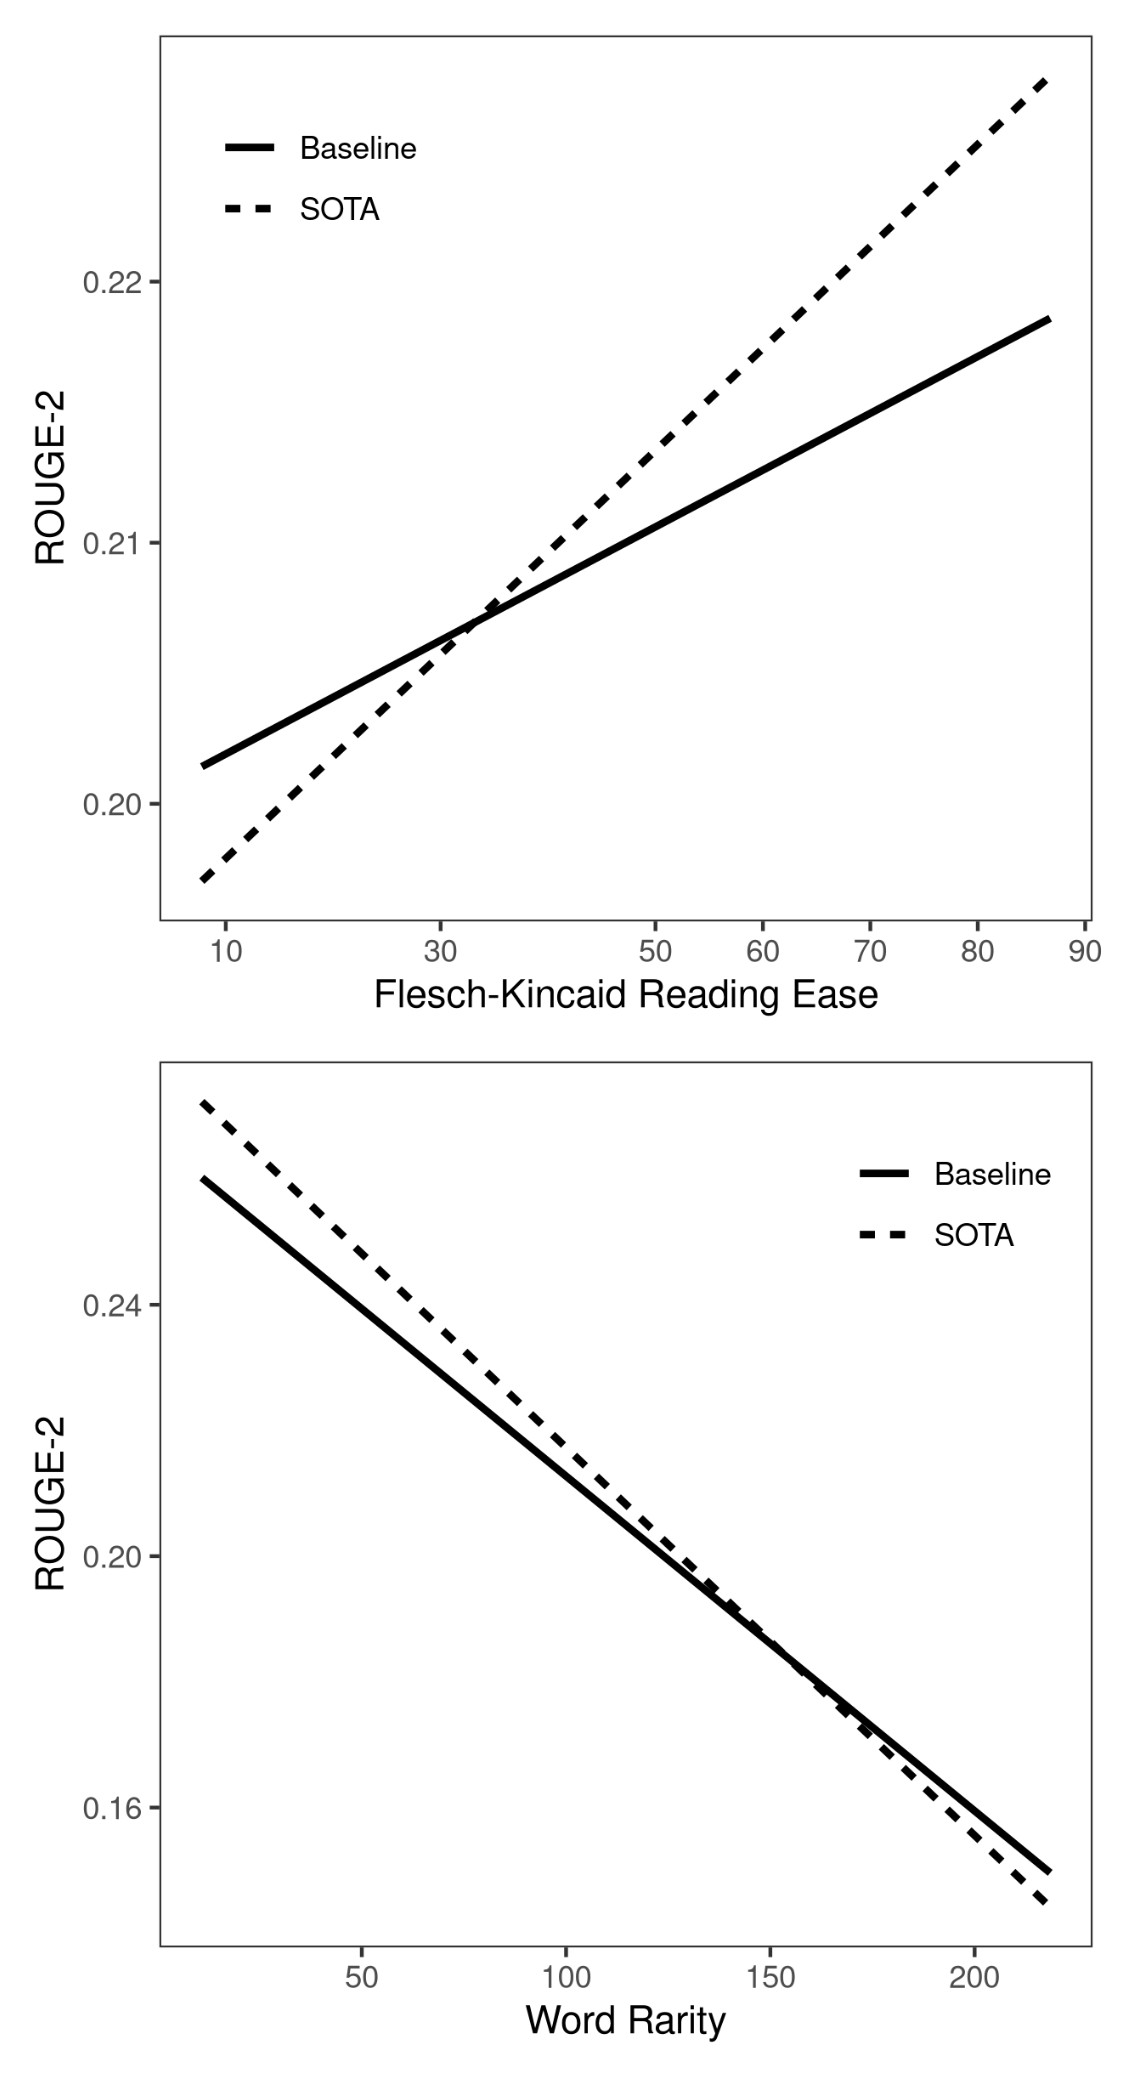 Baseline
SOTA
0.22
0.21
0.20
ROUGE-2
10 30 50 60 70 80 90
Flesch-Kincaid Reading Ease
Baseline
SOTA
0.24
0.20
0.16
ROUGE-2
50 100 150 200
Word Rarity